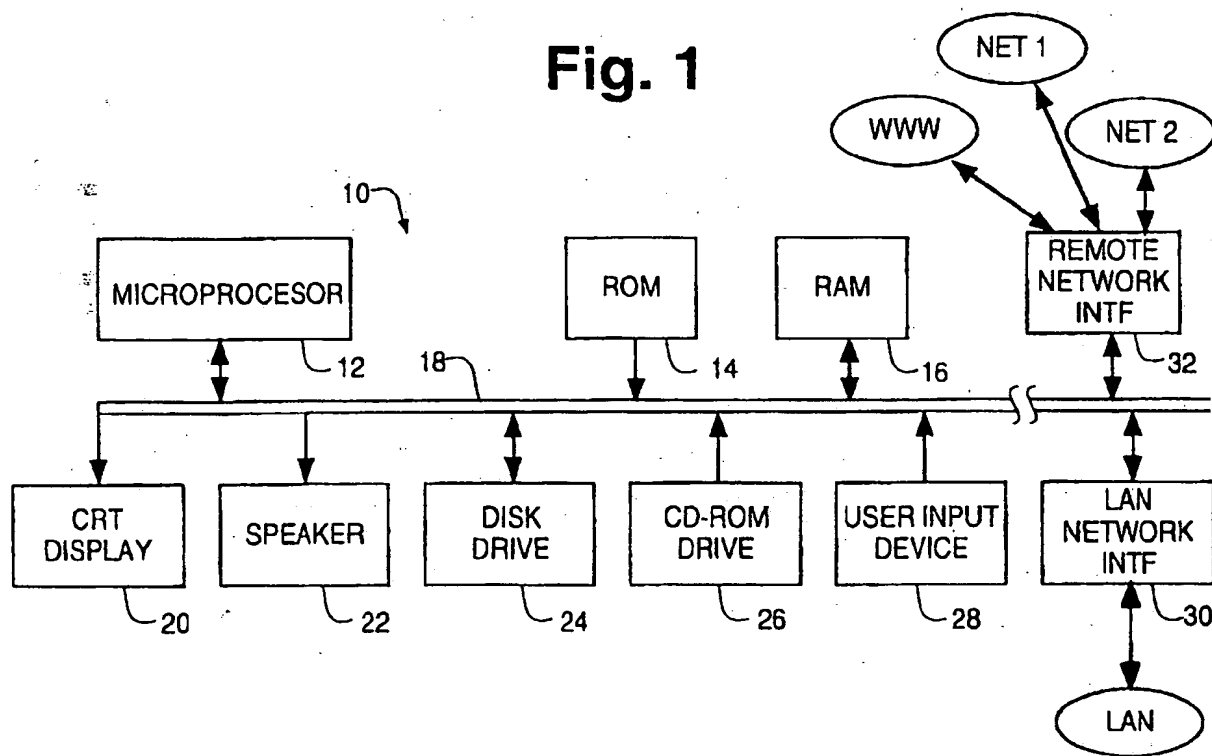 Fig. 1
NET 1
WWW
NET 2
10
MICROPROCESOR
ROM
RAM
REMOTE
NETWORK
INTF
12
18
14
16
32
CRT
DISPLAY
SPEAKER
DISK
DRIVE
CD-ROM
DRIVE
USER INPUT
DEVICE
LAN
NETWORK
INTF
20
22
24
26
28
30
LAN